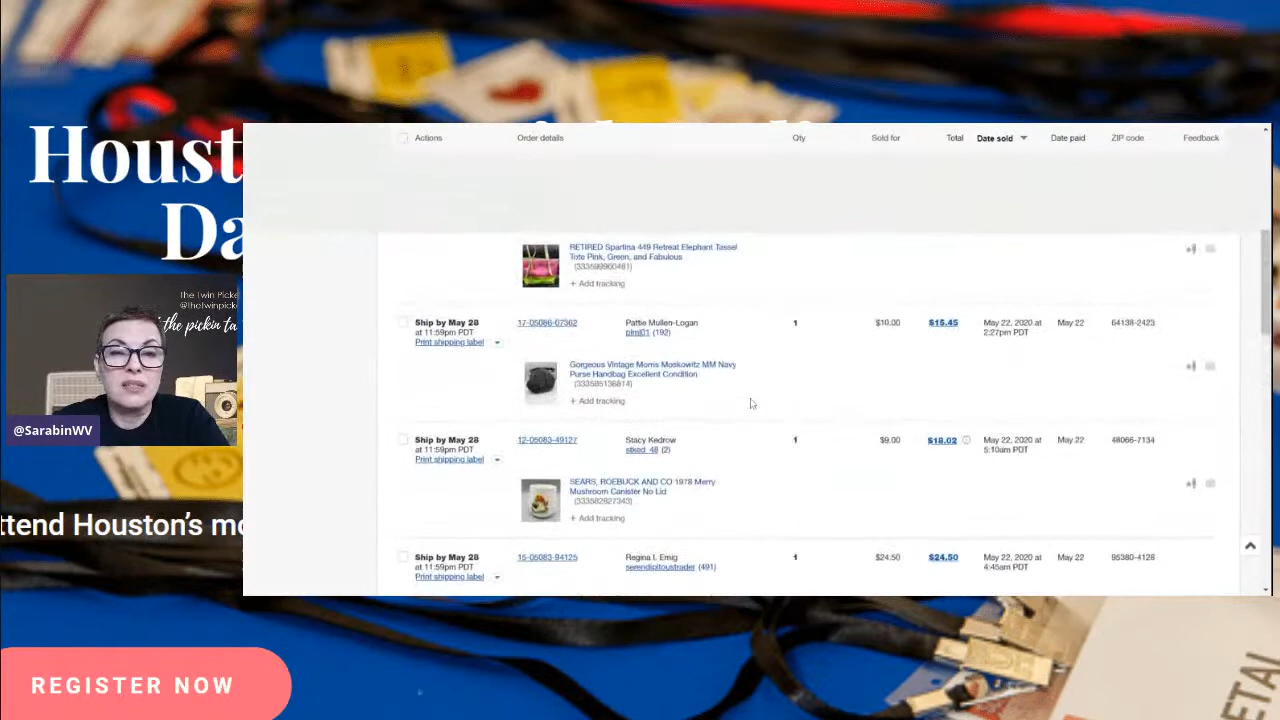 Houst
Da
The Twin Picke
@thetwinpicke
the pickin ta
@SarabinWV
ttend Houston's mo
REGISTER NOW
Actions Order details Qty Sold for Total Date sold Date paid ZIP code Feedback
RETIRED Spartina 449 Retreat Elephant Tassel
Tote Pink, Green, and Fabulous
(333599960461)
+ Add tracking
Ship by May 28 17-05086-07362 Pattie Mullen-Logan 1 $10.00 $15.45 May 22, 2020 at May 22 64138-2423
at 11:59pm PDT plml01 (192) 2:27pm PDT
Print shipping label
Gorgeous Vintage Morris Moskowitz MM Navy
Purse Handbag Excellent Condition
(333585136814)
+ Add tracking
Ship by May 28 12-05083-49127 Stacy Kedrow 1 $9.00 $18.02 May 22, 2020 at May 22 48066-7134
at 11:59pm PDT stked_48 (2) 5:10am PDT
Print shipping label
SEARS, ROEBUCK AND CO 1978 Merry
Mushroom Canister No Lid
(333582827343)
+ Add tracking
Ship by May 28 15-05083-94125 Regina I. Emig 1 $24.50 $24.50 May 22, 2020 at May 22 95380-4128
at 11:59pm PDT serendipitoustrader (491) 4:45am PDT
Print shipping label